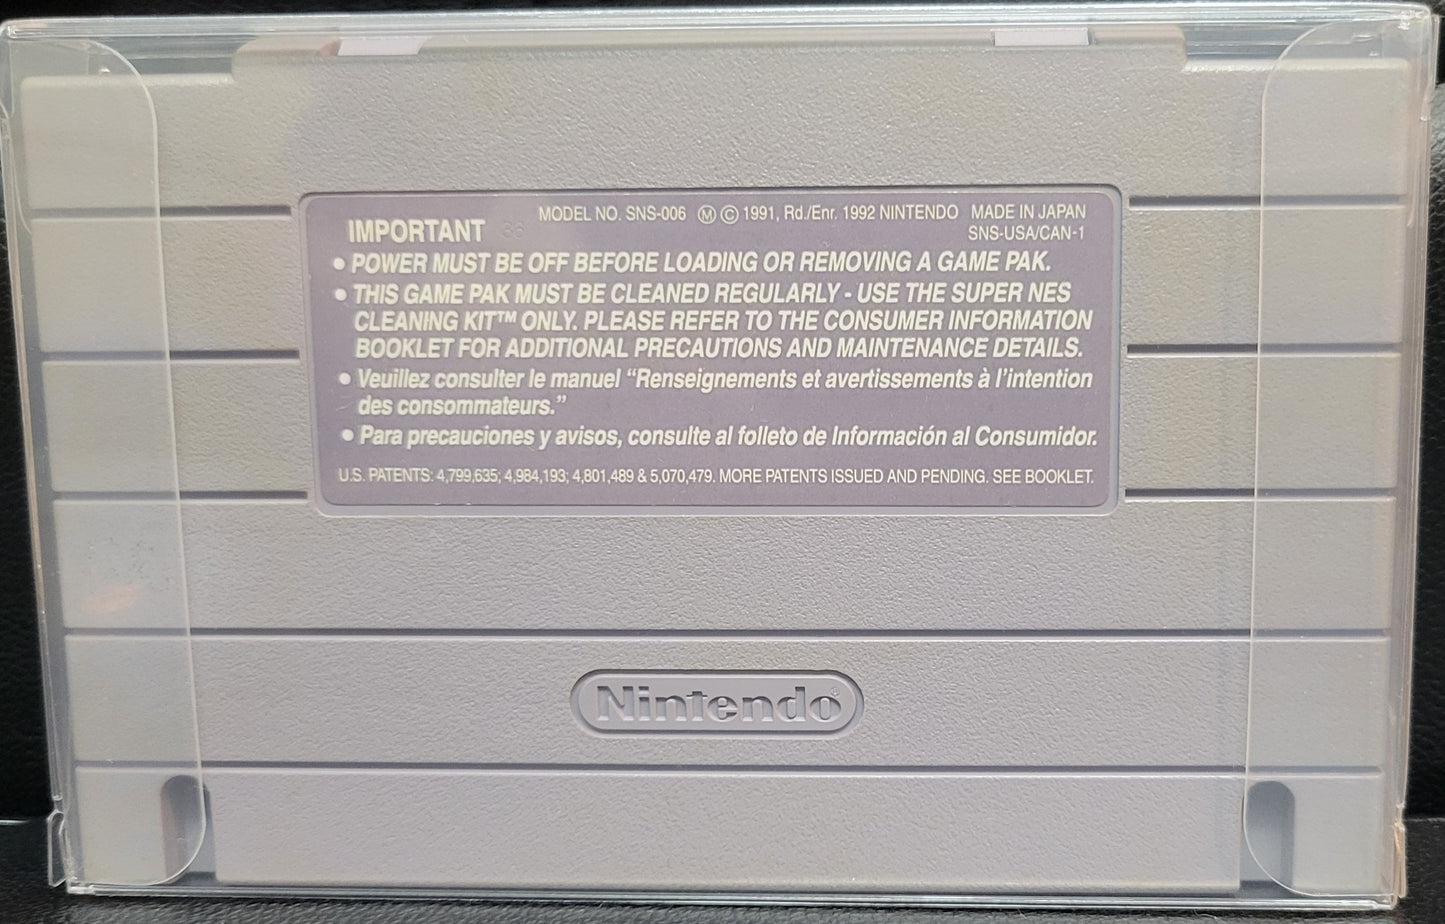 MODEL NO. SNS-006 Ⓜ © 1991, Rd./Enr. 1992 NINTENDO MADE IN JAPAN
IMPORTANT SNS-USA/CAN-1
• POWER MUST BE OFF BEFORE LOADING OR REMOVING A GAME PAK.
• THIS GAME PAK MUST BE CLEANED REGULARLY - USE THE SUPER NES
CLEANING KIT™ ONLY. PLEASE REFER TO THE CONSUMER INFORMATION
BOOKLET FOR ADDITIONAL PRECAUTIONS AND MAINTENANCE DETAILS.
• Veuillez consulter le manuel “Renseignements et avertissements à l’intention
des consommateurs.”
• Para precauciones y avisos, consulte al folleto de Información al Consumidor.
U.S. PATENTS: 4,799,635; 4,984,193; 4,801,489 & 5,070,479. MORE PATENTS ISSUED AND PENDING. SEE BOOKLET.
Nintendo®